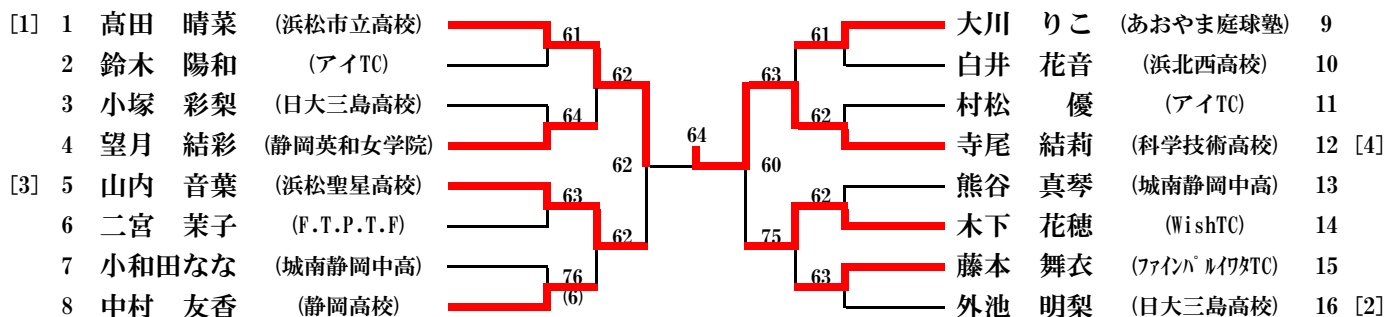 [1] 1 髙田 晴菜 (浜松市立高校)
2 鈴木 陽和 (アイTC)
3 小塚 彩梨 (日大三島高校)
4 望月 結彩 (静岡英和女学院)
[3] 5 山内 音葉 (浜松聖星高校)
6 二宮 茉子 (F.T.P.T.F)
7 小和田なな (城南静岡中高)
8 中村 友香 (静岡高校)
61
64
63
76
(6)
62
62
62
64
60
63
75
61
62
62
63
大川 りこ (あおやま庭球塾) 9
白井 花音 (浜北西高校) 10
村松 優 (アイTC) 11
寺尾 結莉 (科学技術高校) 12 [4]
熊谷 真琴 (城南静岡中高) 13
木下 花穂 (WishTC) 14
藤本 舞衣 (ファインパルイワタTC) 15
外池 明梨 (日大三島高校) 16 [2]